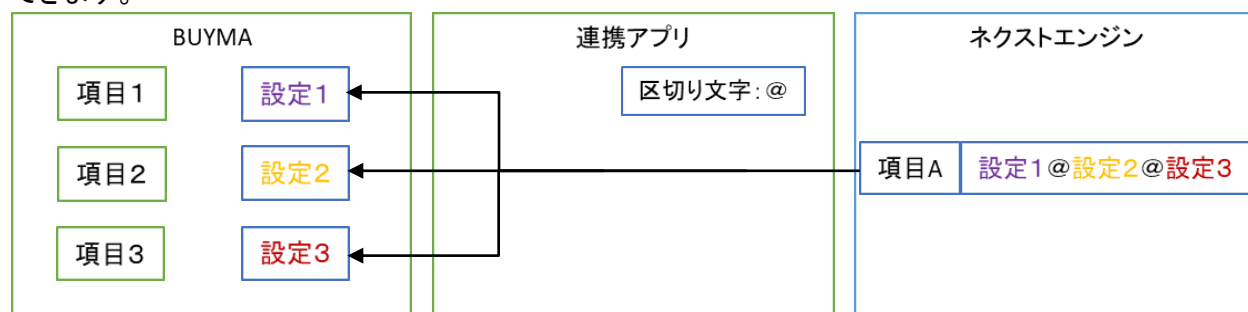 できます。
BUYMA
連携アプリ
ネクストエンジン
項目1
設定1
区切り文字：@
項目2
設定2
項目A
設定1@設定2@設定3
項目3
設定3